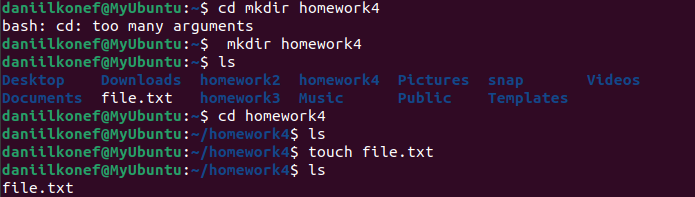 daniilkonef@MyUbuntu:~$ cd mkdir homework4
bash: cd: too many arguments
daniilkonef@MyUbuntu:~$  mkdir homework4
daniilkonef@MyUbuntu:~$ ls
Desktop    Downloads  homework2  homework4  Pictures  snap       Videos
Documents  file.txt   homework3  Music      Public    Templates
daniilkonef@MyUbuntu:~$ cd homework4
daniilkonef@MyUbuntu:~/homework4$ ls
daniilkonef@MyUbuntu:~/homework4$ touch file.txt
daniilkonef@MyUbuntu:~/homework4$ ls
file.txt